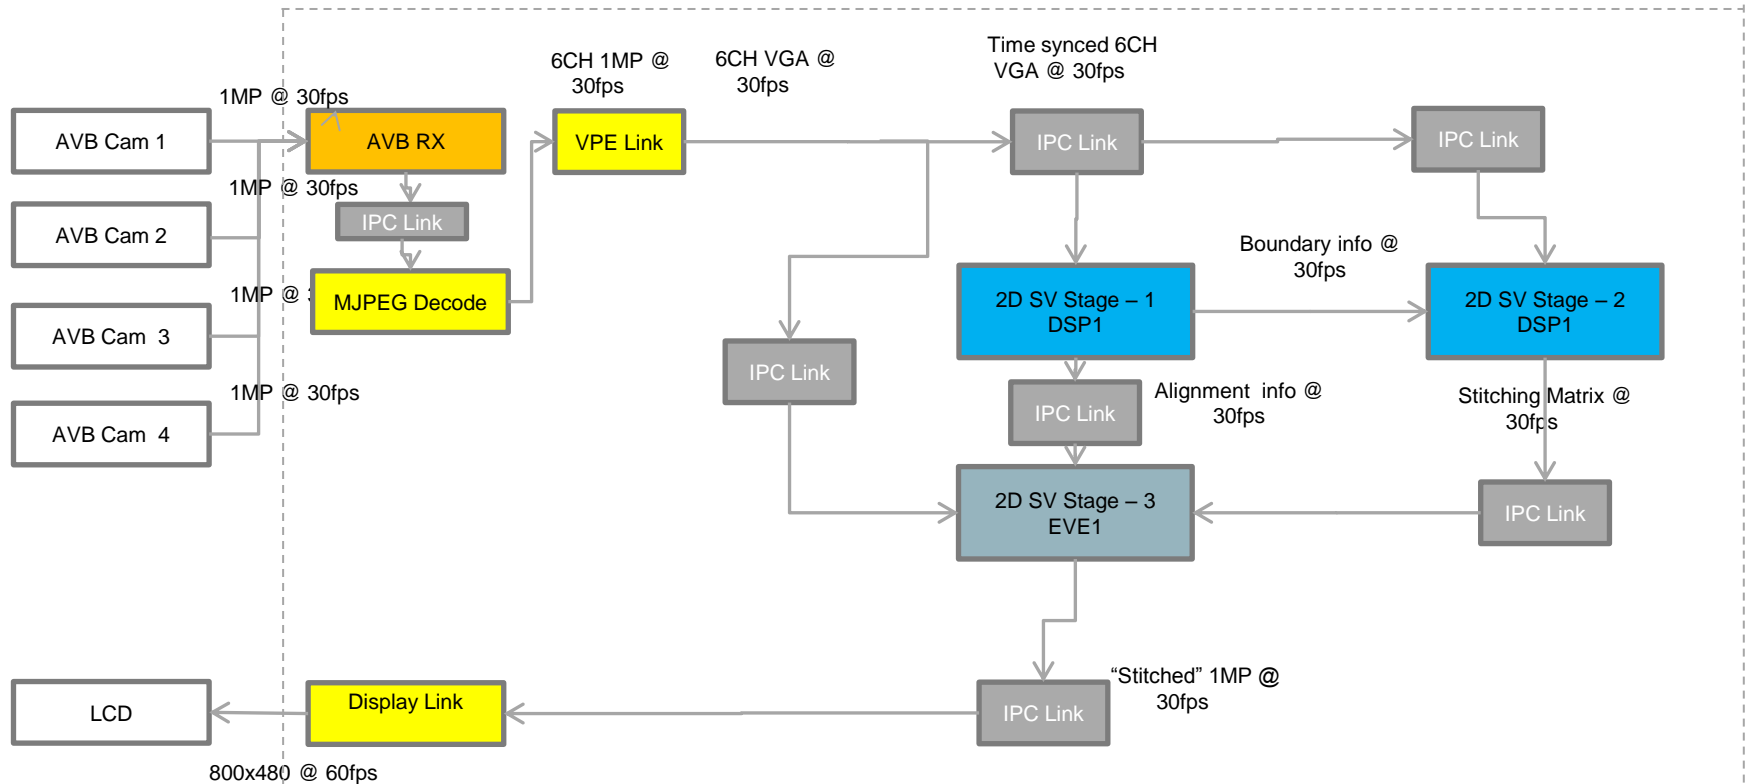 Time synced 6CH
VGA @ 30fps
6CH 1MP @
30fps
6CH VGA @
30fps
1MP @ 30fps
AVB Cam 1
AVB RX
VPE Link
IPC Link
IPC Link
1MP @ 30fps
AVB Cam 2
IPC Link
Boundary info @
30fps
1MP @ 3
MJPEG Decode
2D SV Stage – 1
DSP1
2D SV Stage – 2
DSP1
AVB Cam  3
IPC Link
1MP @ 30fps
IPC Link
Alignment  info @
30fps
Stitching Matrix @
30fps
AVB Cam  4
2D SV Stage – 3
EVE1
IPC Link
“Stitched” 1MP @
30fps
LCD
Display Link
IPC Link
800x480 @ 60fps